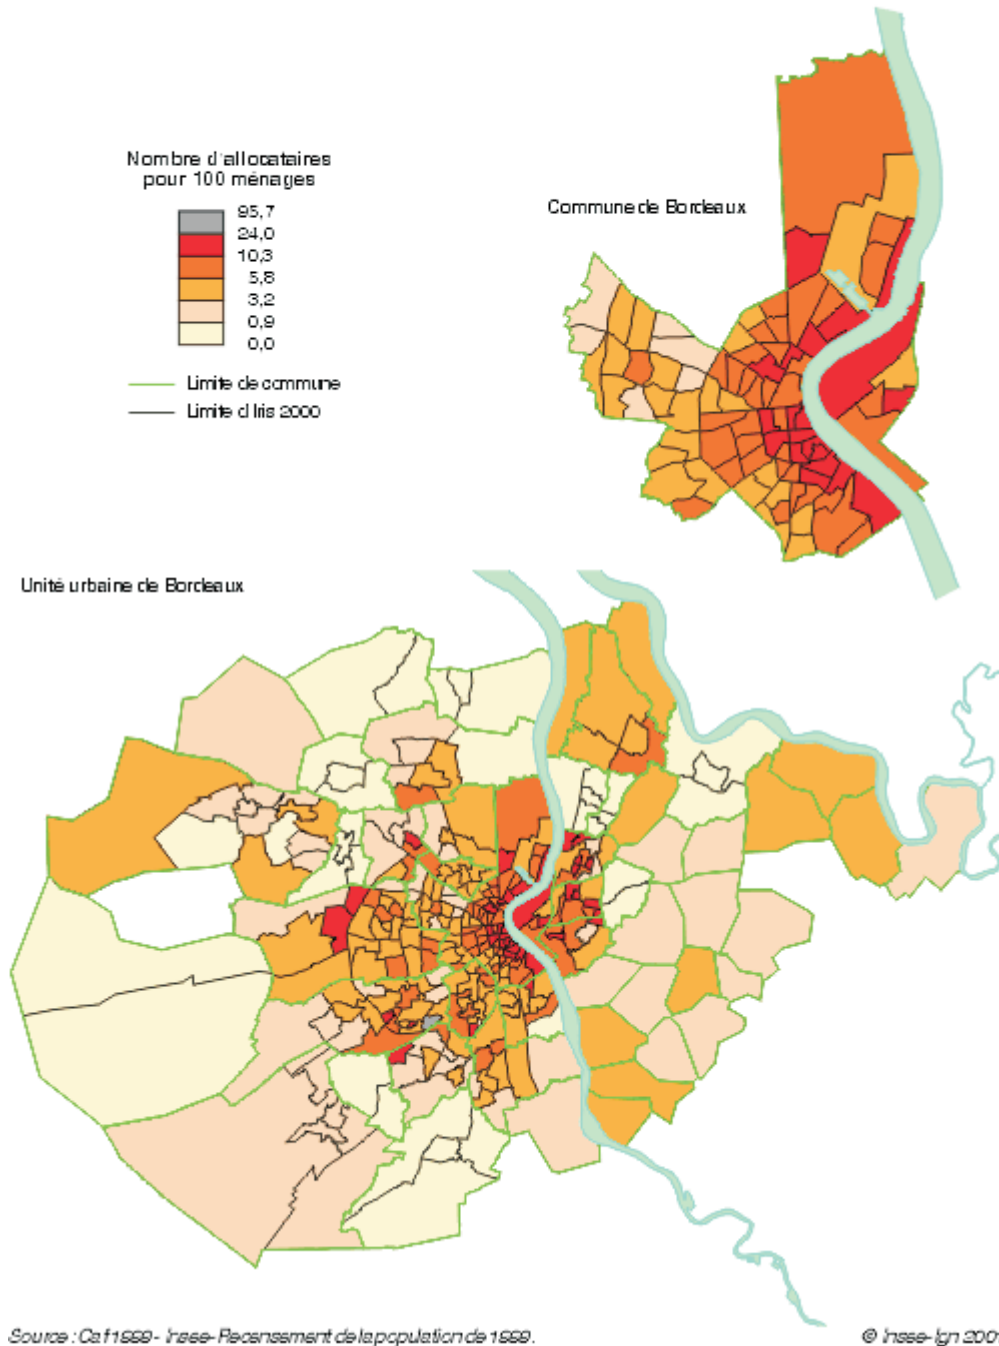 Nombre d'allocataires
pour 100 ménages
95,7
24,0
10,3
5,8
3,2
0,9
0,0
Limite de commune
Limite d'Iris 2000
Commune de Bordeaux
Unité urbaine de Bordeaux
Source : Caf 1999 - Insee - Recensement de la population de 1999.
© Insee-Ign 2001